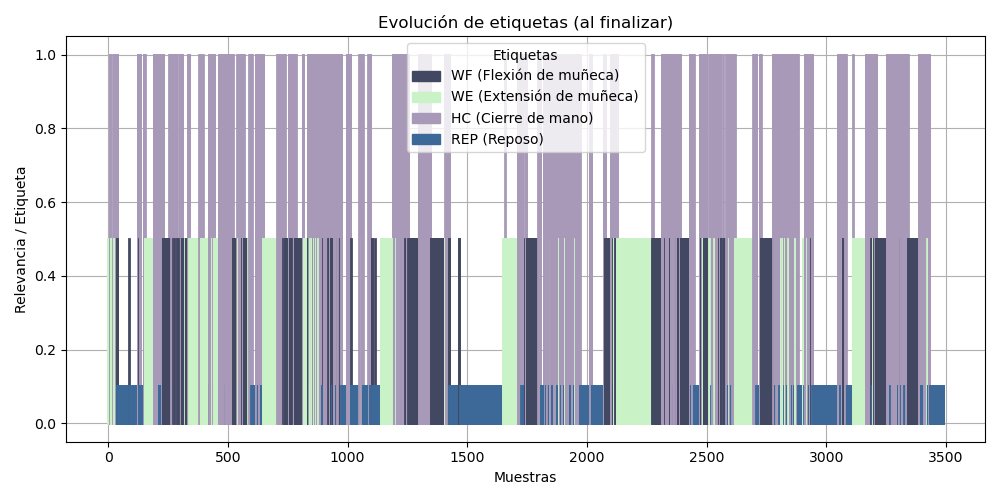 Evolución de etiquetas (al finalizar)
Etiquetas
WF (Flexión de muñeca)
WE (Extensión de muñeca)
HC (Cierre de mano)
REP (Reposo)
Relevancia / Etiqueta
1.0
0.8
0.6
0.4
0.2
0.0
0 500 1000 1500 2000 2500 3000 3500
Muestras